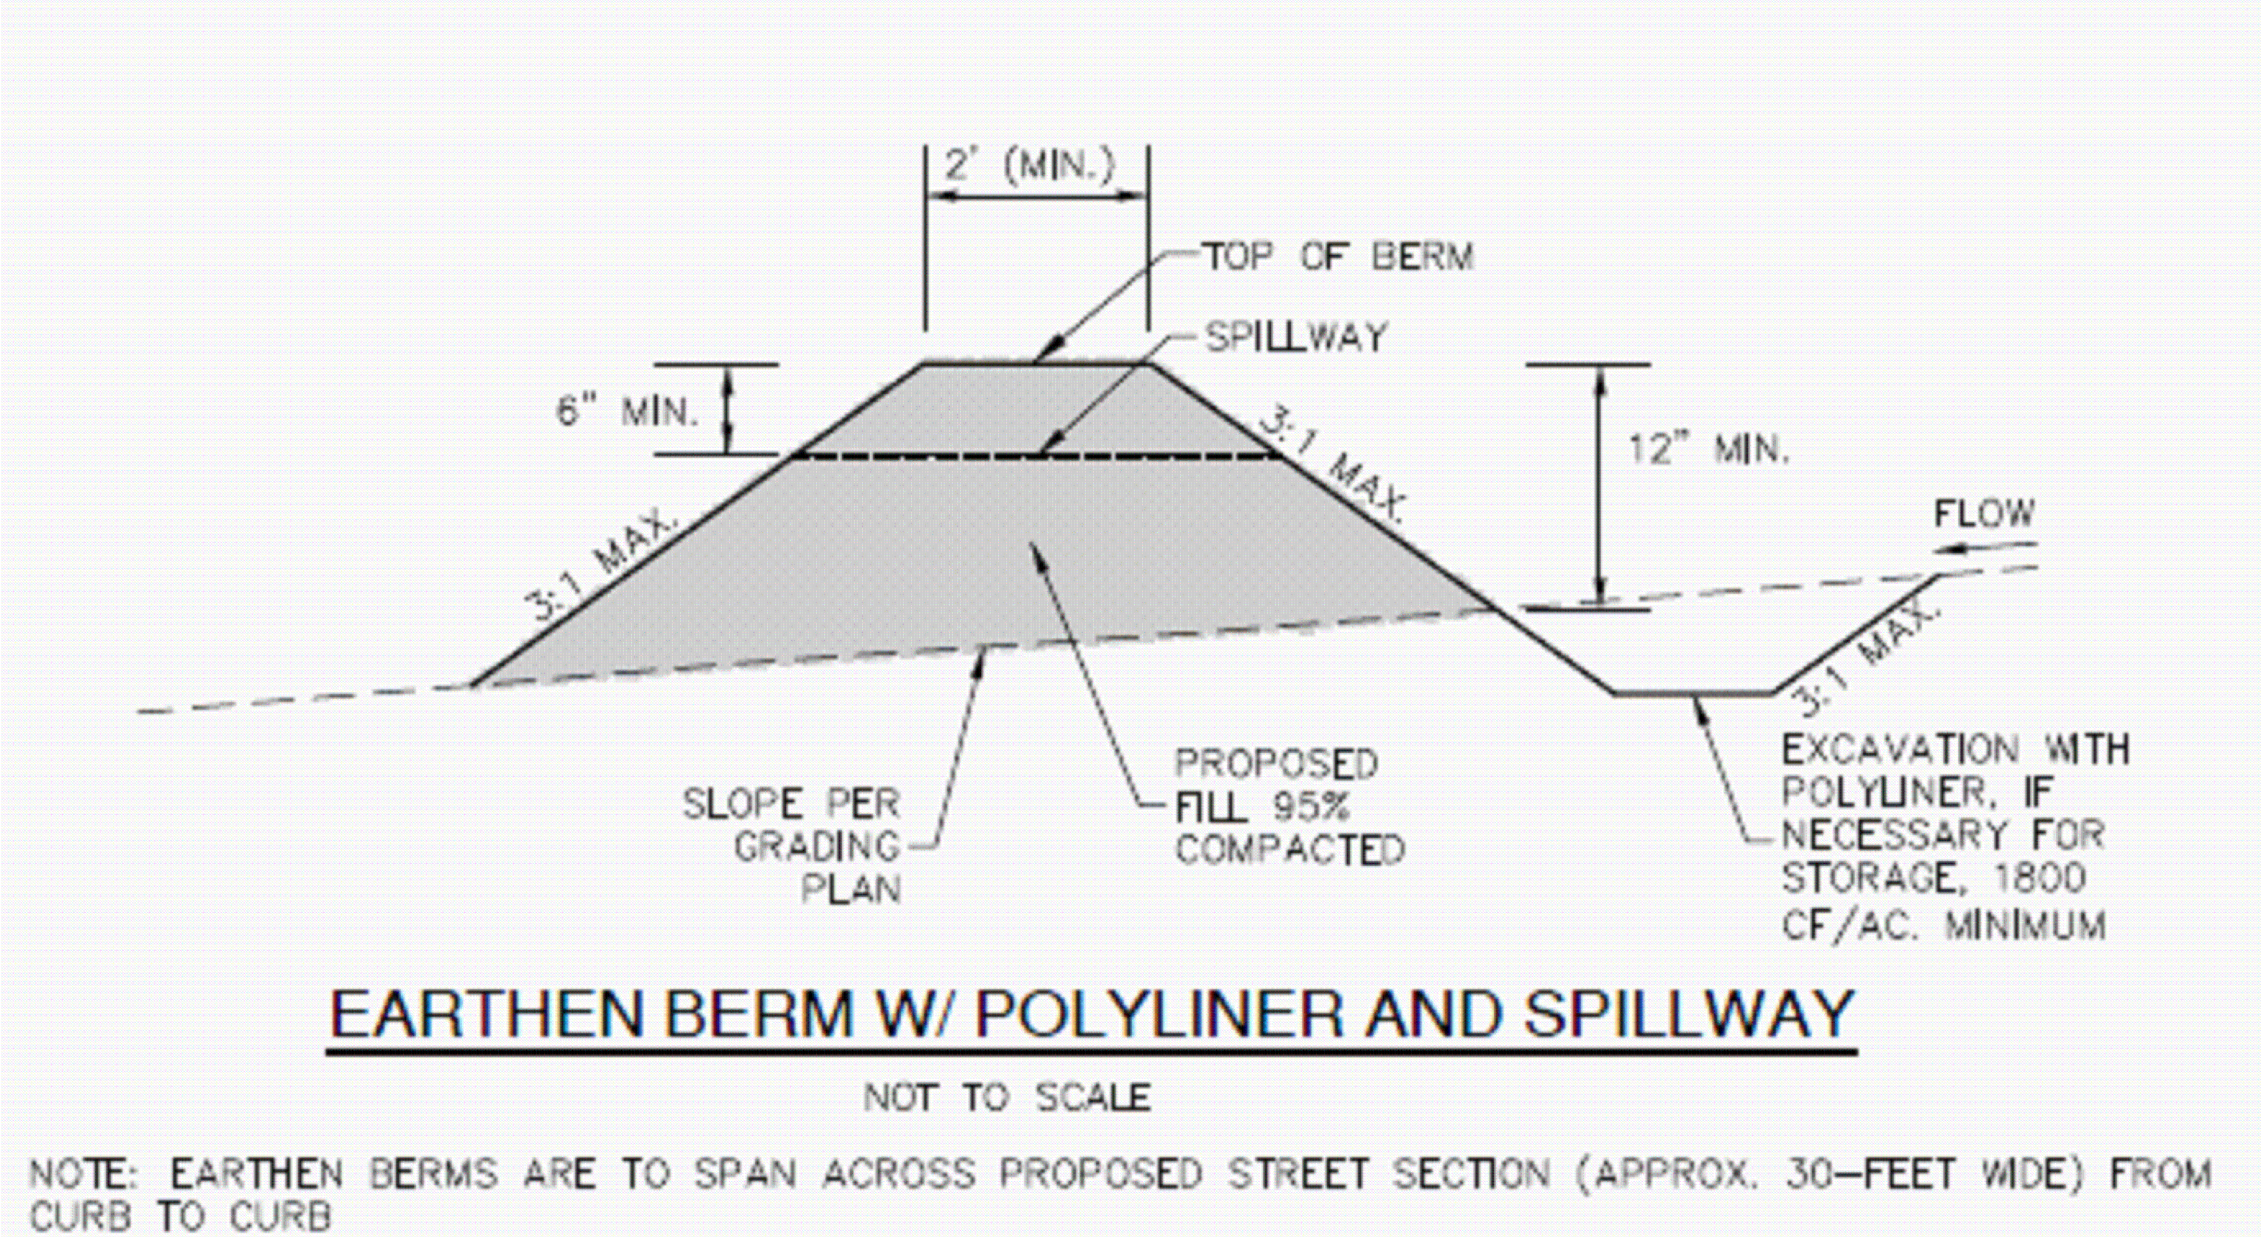 2' (MIN.)
TOP OF BERM
SPILLWAY
6" MIN.
3:1 MAX.
12" MIN.
FLOW
3:1 MAX.
3:1 MAX.
SLOPE PER
GRADING
PLAN
PROPOSED
FILL 95%
COMPACTED
EXCAVATION WITH
POLYLINER, IF
NECESSARY FOR
STORAGE, 1800
CF/AC. MINIMUM
EARTHEN BERM W/ POLYLINER AND SPILLWAY
NOT TO SCALE
NOTE: EARTHEN BERMS ARE TO SPAN ACROSS PROPOSED STREET SECTION (APPROX. 30-FEET WIDE) FROM
CURB TO CURB